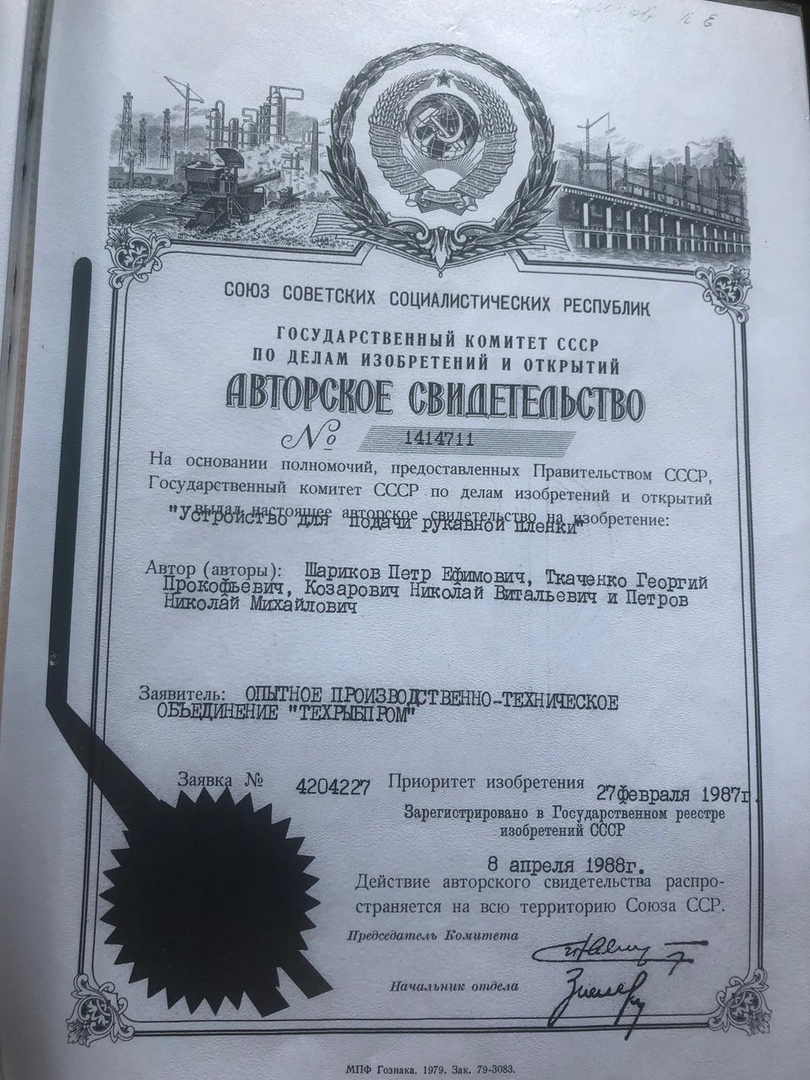 К Е
СОЮЗ СОВЕТСКИХ СОЦИАЛИСТИЧЕСКИХ РЕСПУБЛИК
ГОСУДАРСТВЕННЫЙ КОМИТЕТ СССР
ПО ДЕЛАМ ИЗОБРЕТЕНИЙ И ОТКРЫТИЙ
АВТОРСКОЕ СВИДЕТЕЛЬСТВО
№ 1414711
На основании полномочий, предоставленных Правительством СССР,
Государственный комитет СССР по делам изобретений и открытий
выдал настоящее авторское свидетельство на изобретение:
"Устройство для подачи рукавной пленки"
Автор (авторы): Шариков Петр Ефимович, Ткаченко Георгий
Прокофьевич, Козарович Николай Витальевич и Петров
Николай Михайлович
Заявитель: ОПЫТНОЕ ПРОИЗВОДСТВЕННО-ТЕХНИЧЕСКОЕ
ОБЪЕДИНЕНИЕ "ТЕХРЫБПРОМ"
Заявка № 4204227 Приоритет изобретения 27февраля 1987г.
Зарегистрировано в Государственном реестре
изобретений СССР
8 апреля 1988г.
Действие авторского свидетельства распро-
страняется на всю территорию Союза ССР.
Председатель Комитета
Начальник отдела
МПФ Гознака. 1979. Зак. 79-3083.